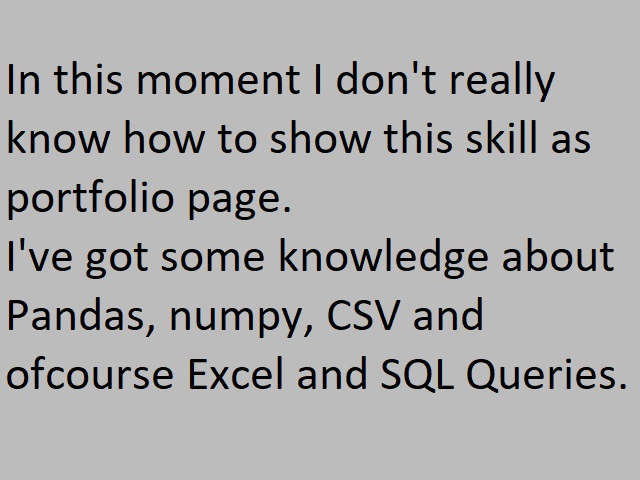 In this moment I don't really
know how to show this skill as
portfolio page.
I've got some knowledge about
Pandas, numpy, CSV and
ofcourse Excel and SQL Queries.